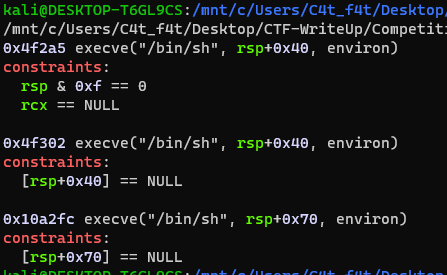 kali@DESKTOP-T6GL9CS:/mnt/c/Users/C4t_f4t/Desktop/
/mnt/c/Users/C4t_f4t/Desktop/CTF-WriteUp/Competiti
0x4f2a5 execve("/bin/sh", rsp+0x40, environ)
constraints:
  rsp & 0xf == 0
  rcx == NULL

0x4f302 execve("/bin/sh", rsp+0x40, environ)
constraints:
  [rsp+0x40] == NULL

0x10a2fc execve("/bin/sh", rsp+0x70, environ)
constraints:
  [rsp+0x70] == NULL
kali@DESKTOP-T6GL9CS:/mnt/c/Users/C4t_f4t/Desktop/